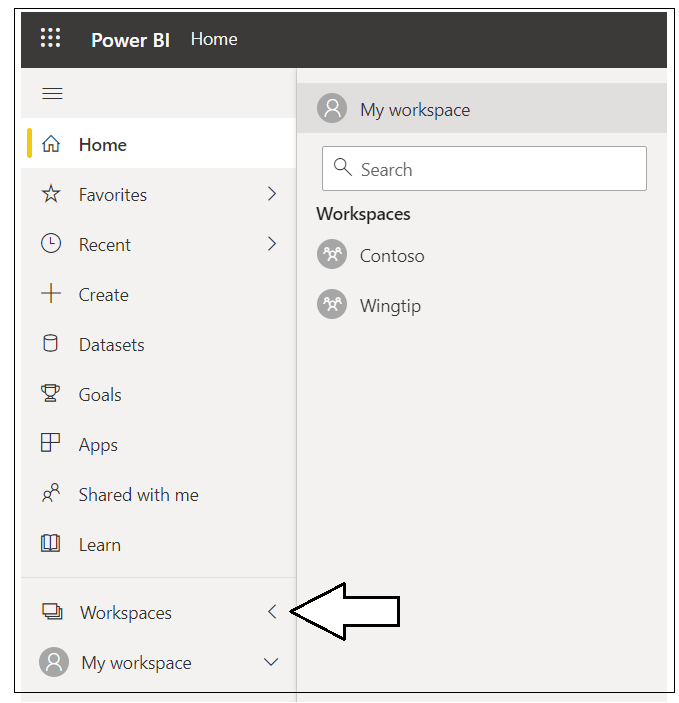 Power BI Home
My workspace
Home
Search
Favorites
Workspaces
Recent
Contoso
Create
Wingtip
Datasets
Goals
Apps
Shared with me
Learn
Workspaces
My workspace